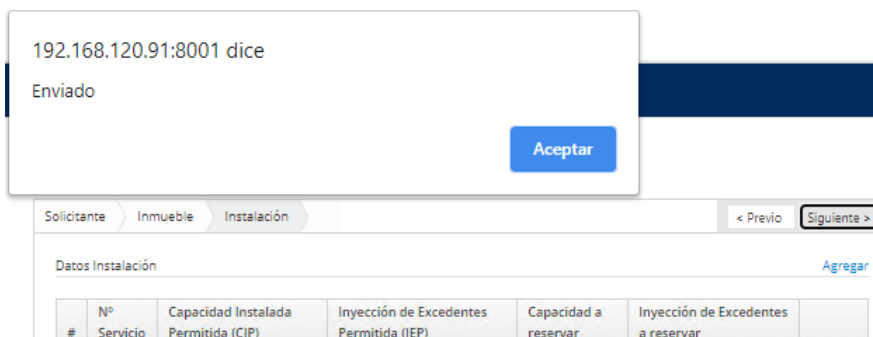 192.168.120.91:8001 dice
Enviado
Aceptar
Solicitante Inmueble Instalación < Previo Siguiente >
Datos Instalación Agregar
# Nº Servicio Capacidad Instalada Permitida (CIP) Inyección de Excedentes Permitida (IEP) Capacidad a reservar Inyección de Excedentes a reservar